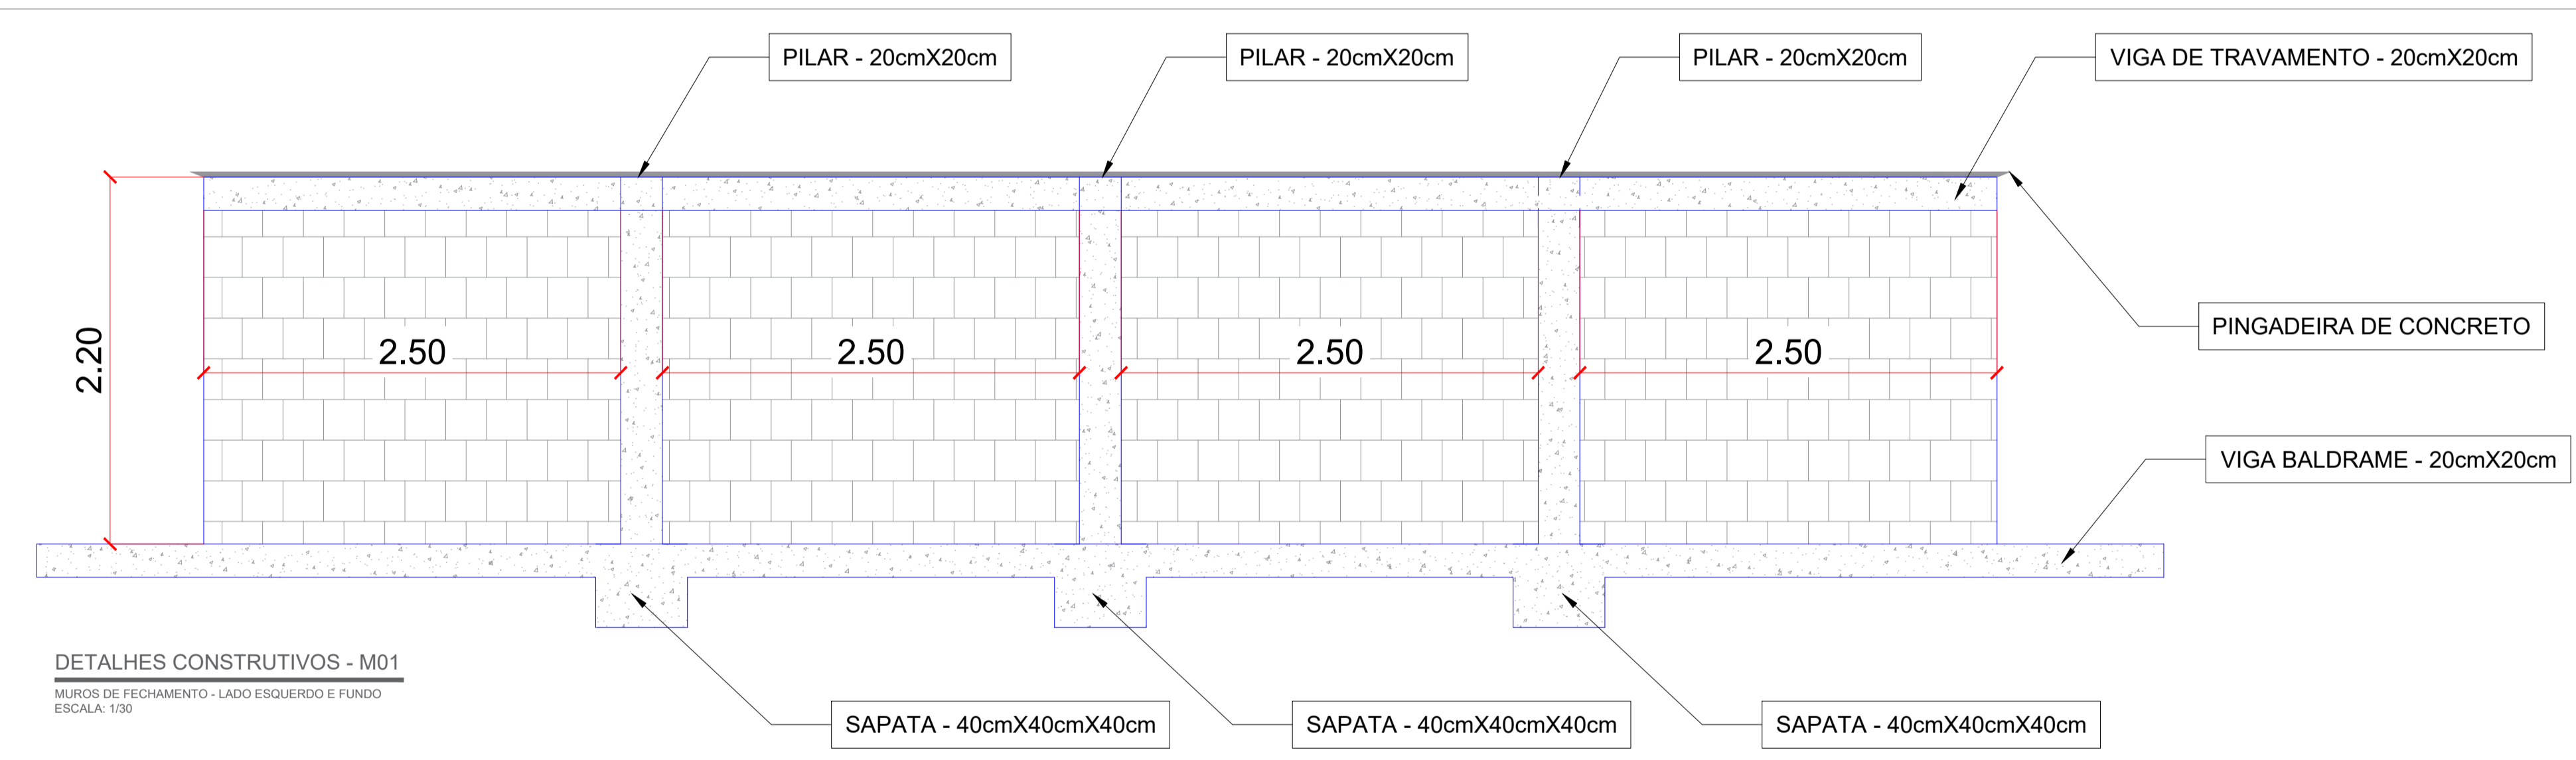 PILAR - 20cmX20cm
PILAR - 20cmX20cm
PILAR - 20cmX20cm
VIGA DE TRAVAMENTO - 20cmX20cm
PINGADEIRA DE CONCRETO
2.20
2.50
2.50
2.50
2.50
VIGA BALDRAME - 20cmX20cm
DETALHES CONSTRUTIVOS - M01
MUROS DE FECHAMENTO - LADO ESQUERDO E FUNDO
ESCALA: 1/30
SAPATA - 40cmX40cmX40cm
SAPATA - 40cmX40cmX40cm
SAPATA - 40cmX40cmX40cm